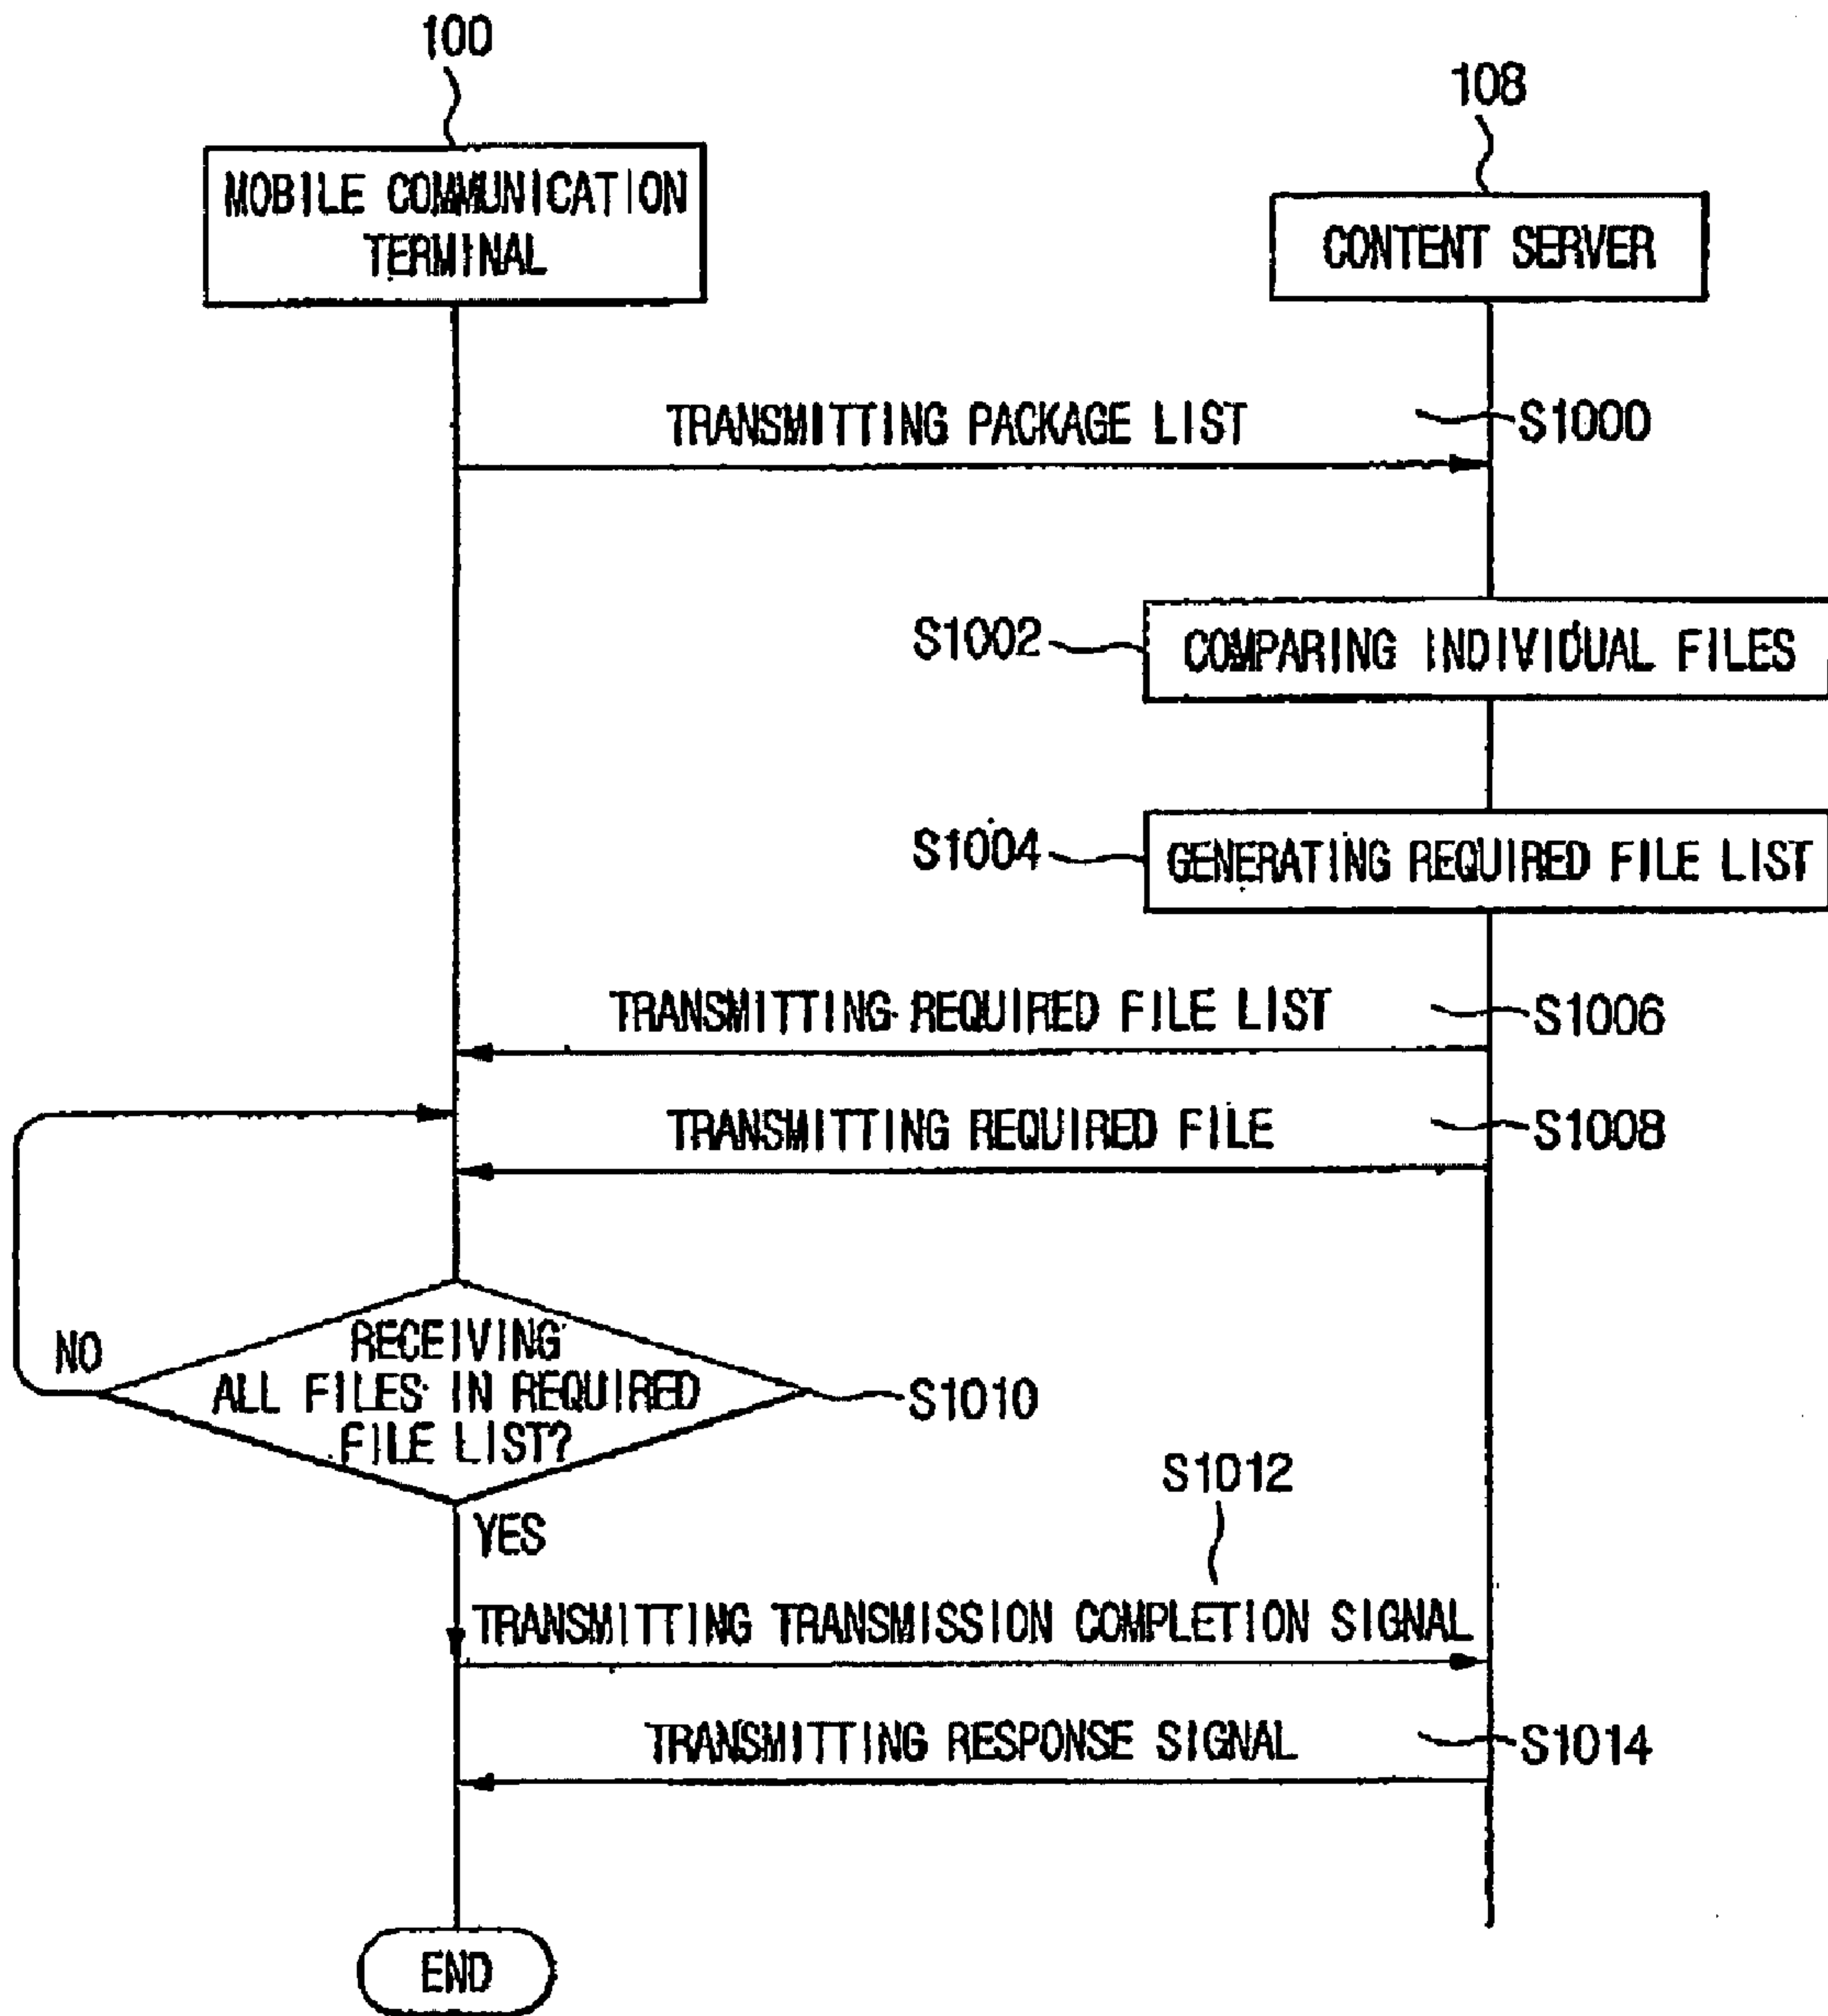 100
108
MOBILE COMMUNICATION
TERMINAL
CONTENT SERVER
TRANSMITTING PACKAGE LIST
S1000
S1002
COMPARING INDIVIDUAL FILES
S1004
GENERATING REQUIRED FILE LIST
TRANSMITTING REQUIRED FILE LIST
S1006
TRANSMITTING REQUIRED FILE
S1008
NO
RECEIVING
ALL FILES IN REQUIRED
FILE LIST?
S1010
S1012
YES
TRANSMITTING TRANSMISSION COMPLETION SIGNAL
TRANSMITTING RESPONSE SIGNAL
S1014
END